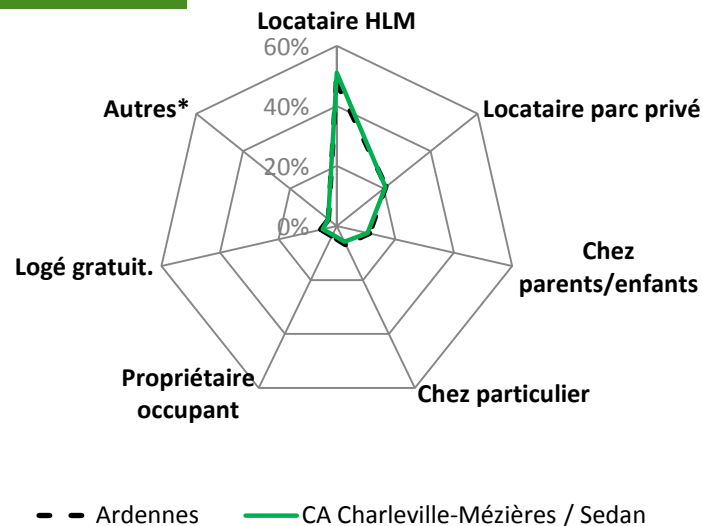 Locataire HLM
60%
Autres*
40%
Locataire parc privé
20%
0%
Logé gratuit.
Chez
parents/enfants
Propriétaire
occupant
Chez particulier
Ardennes
CA Charleville-Mézières / Sedan